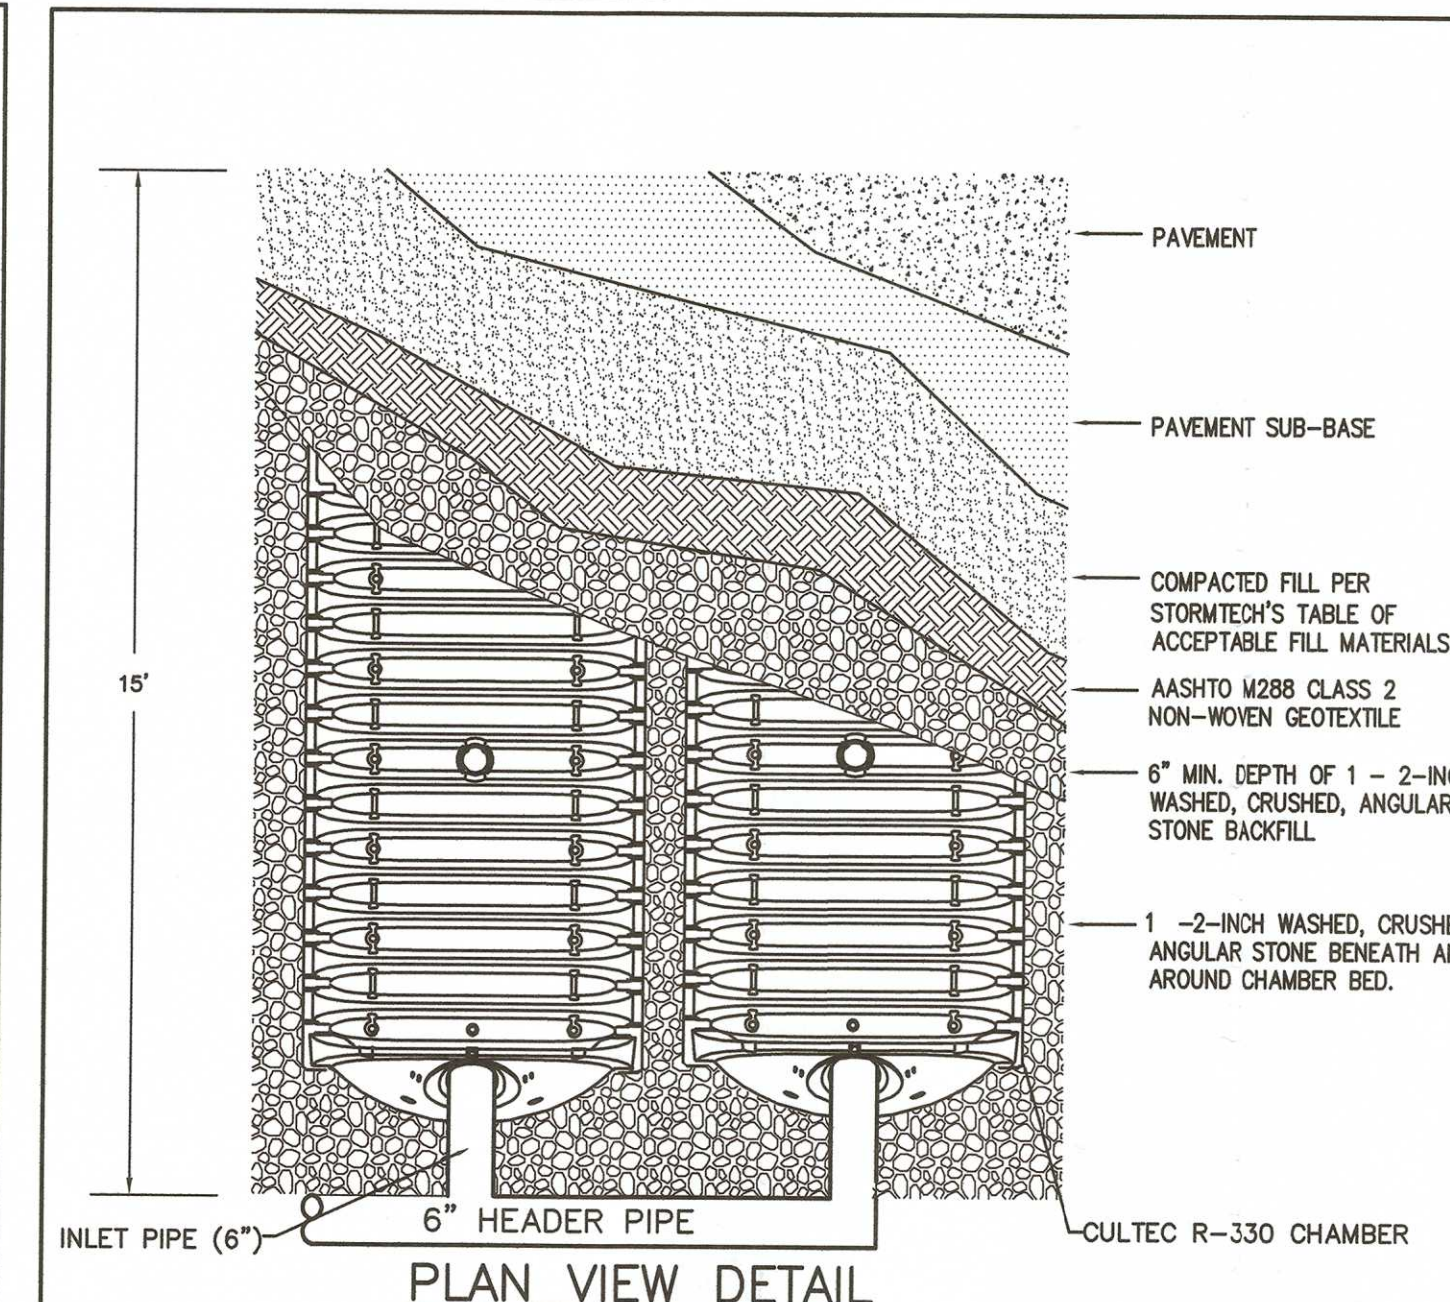 PAVEMENT
PAVEMENT SUB-BASE
COMPACTED FILL PER
STORMTECH'S TABLE OF
ACCEPTABLE FILL MATERIALS
15'
AASHTO M288 CLASS 2
NON-WOVEN GEOTEXTILE
6" MIN. DEPTH OF 1 - 2-IN
WASHED, CRUSHED, ANGULAR
STONE BACKFILL
1 -2-INCH WASHED, CRUSHE
ANGULAR STONE BENEATH
AROUND CHAMBER BED.
INLET PIPE (6")
6" HEADER PIPE
CULTEC R-330 CHAMBER
PLAN VIEW DETAIL